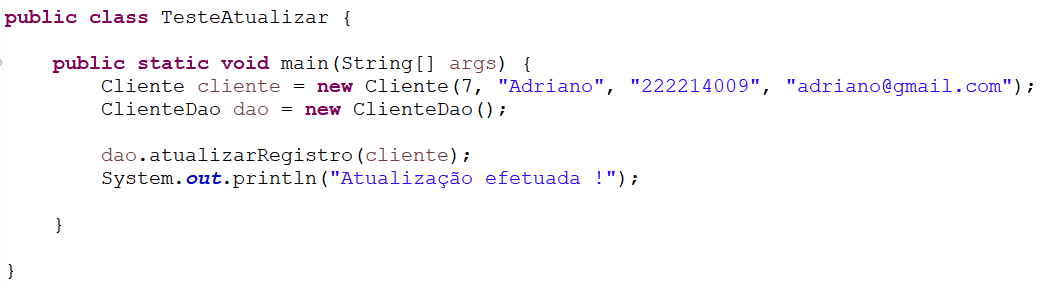 public class TesteAtualizar {
public static void main(String[] args) {
Cliente cliente = new Cliente(7, "Adriano", "222214009", "adriano@gmail.com");
ClienteDao dao = new ClienteDao();
dao.atualizarRegistro(cliente);
System.out.println("Atualização efetuada !");
}
}